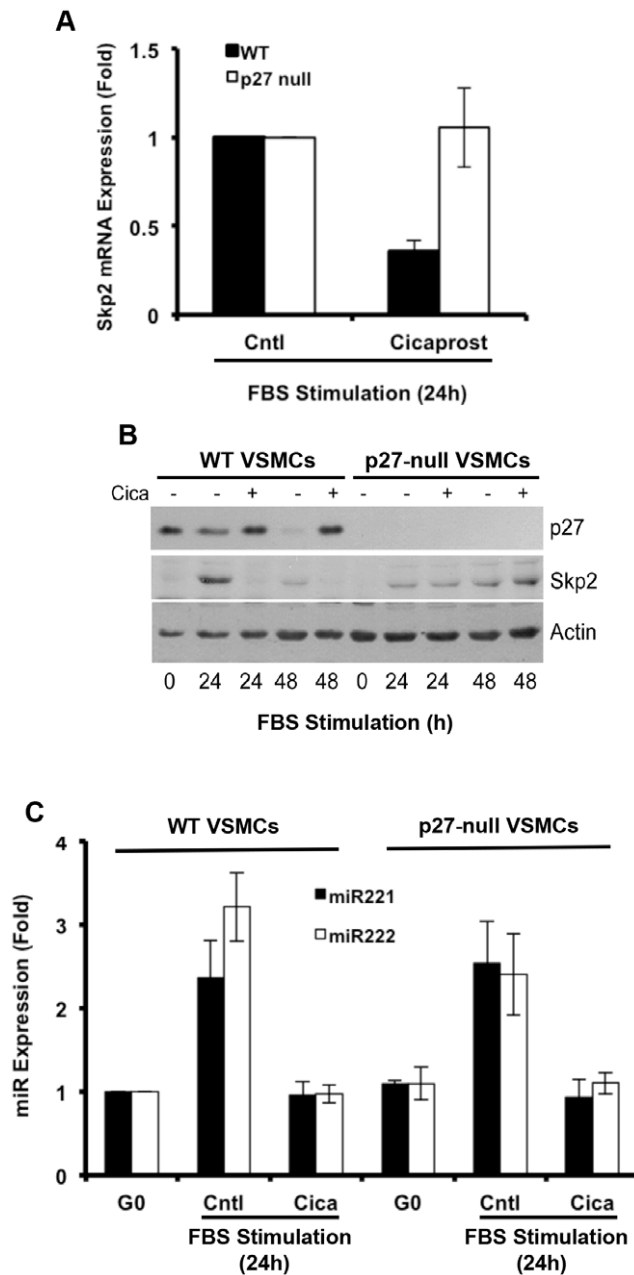 A
Skp2 mRNA Expression (Fold)
1.5
1
0.5
0
WT
p27 null
Cntl Cicaprost
FBS Stimulation (24h)
B
WT VSMCs p27-null VSMCs
Cica - - + - + - - + - +
p27
Skp2
Actin
0 24 24 48 48 0 24 24 48 48
FBS Stimulation (h)
C
WT VSMCs p27-null VSMCs
miR Expression (Fold)
4
3
2
1
0
miR221
miR222
G0 Cntl Cica G0 Cntl Cica
FBS Stimulation FBS Stimulation
(24h) (24h)